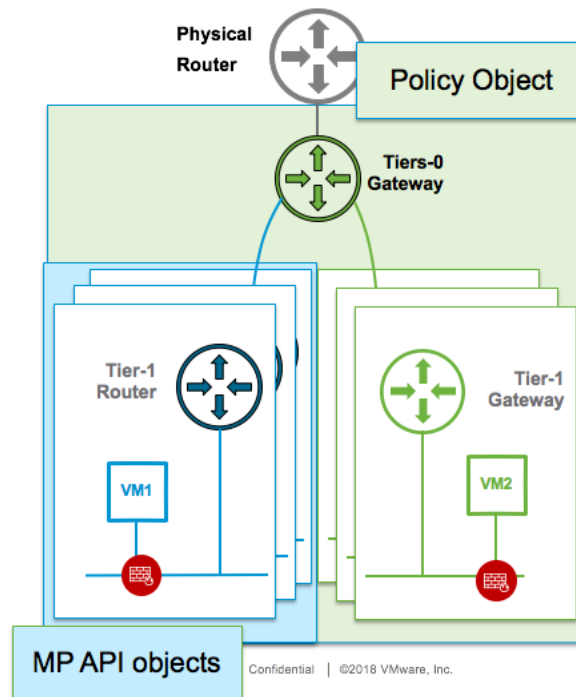 Physical
Router
Policy Object
Tiers-0
Gateway
Tier-1
Router
Tier-1
Gateway
VM1
VM2
MP API objects
Confidential | ©2018 VMware, Inc.